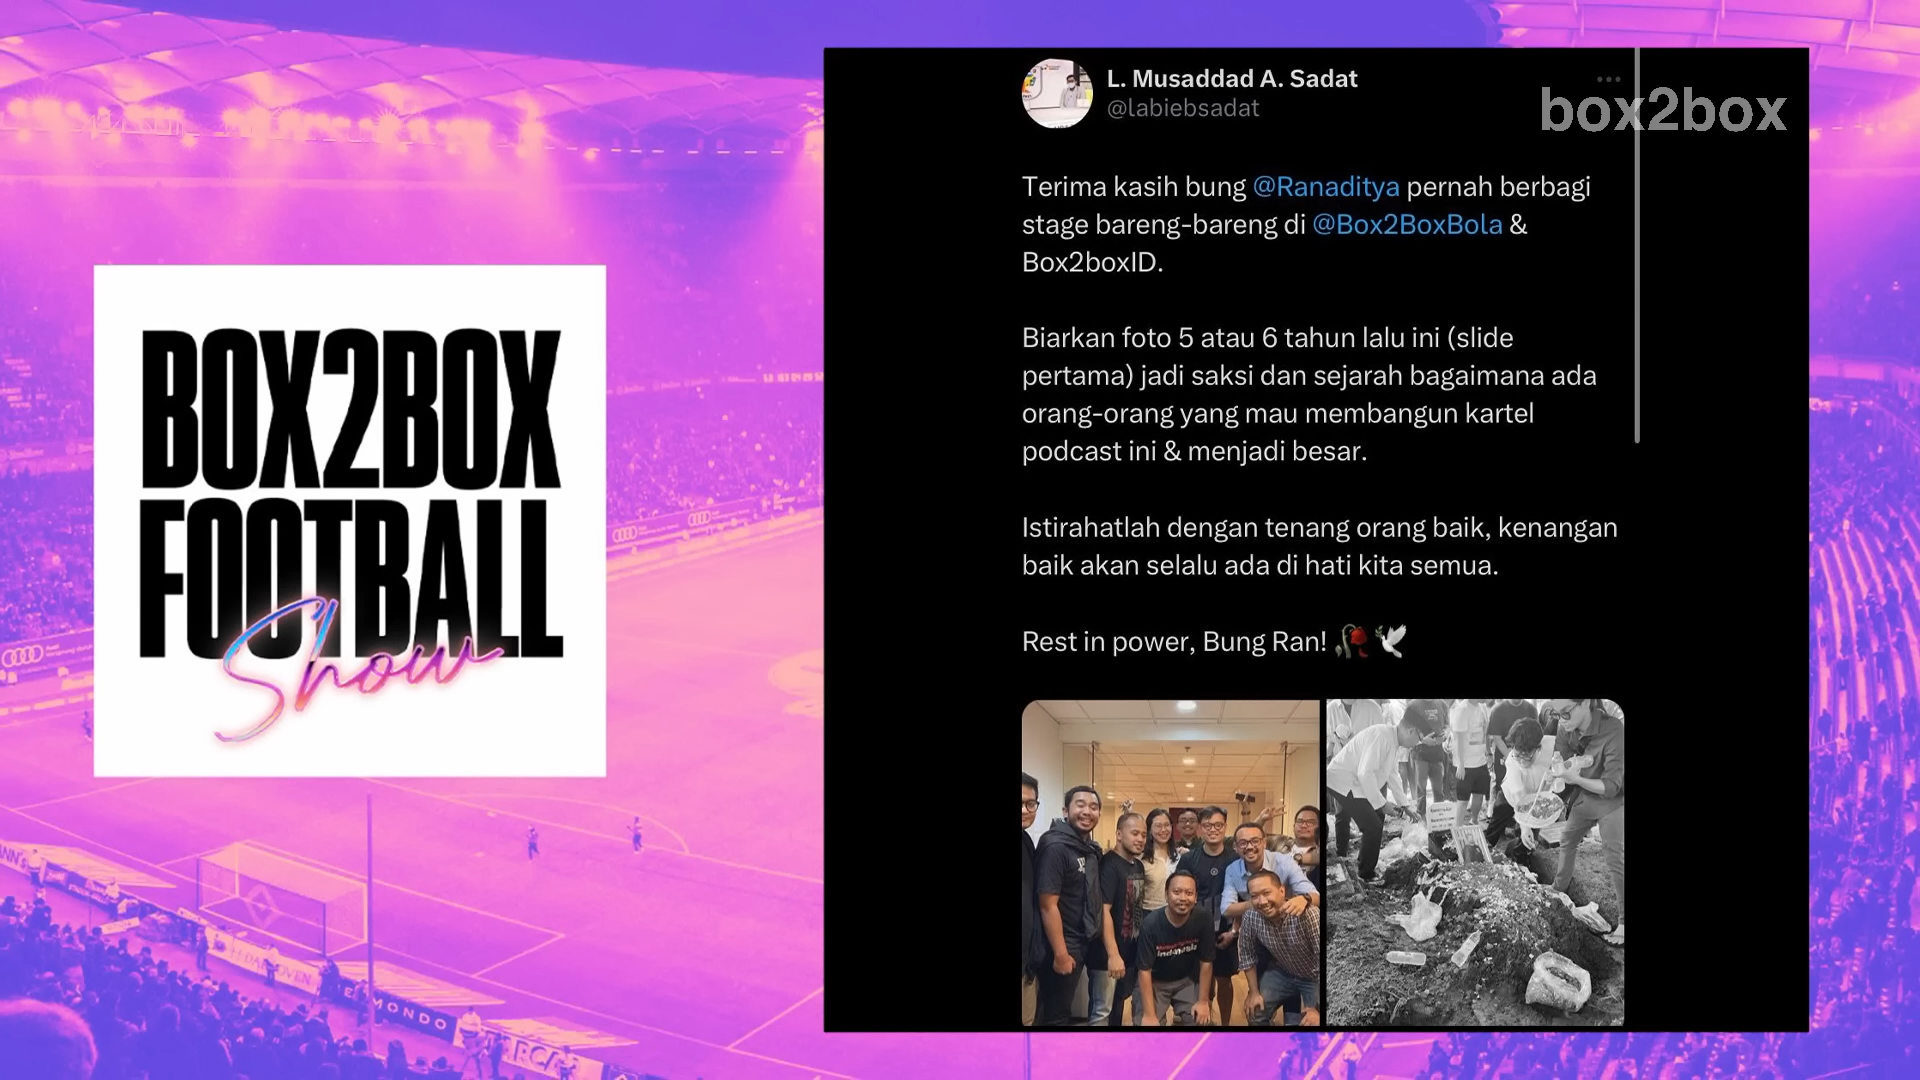 BOX2BOX
FOOTBALL
Show
L. Musaddad A. Sadat
@labiebsadat
box2box
Terima kasih bung @Ranaditya pernah berbagi
stage bareng-bareng di @Box2BoxBola &
Box2boxID.
Biarkan foto 5 atau 6 tahun lalu ini (slide
pertama) jadi saksi dan sejarah bagaimana ada
orang-orang yang mau membangun kartel
podcast ini & menjadi besar.
Istirahatlah dengan tenang orang baik, kenangan
baik akan selalu ada di hati kita semua.
Rest in power, Bung Ran! 🥀🕊️